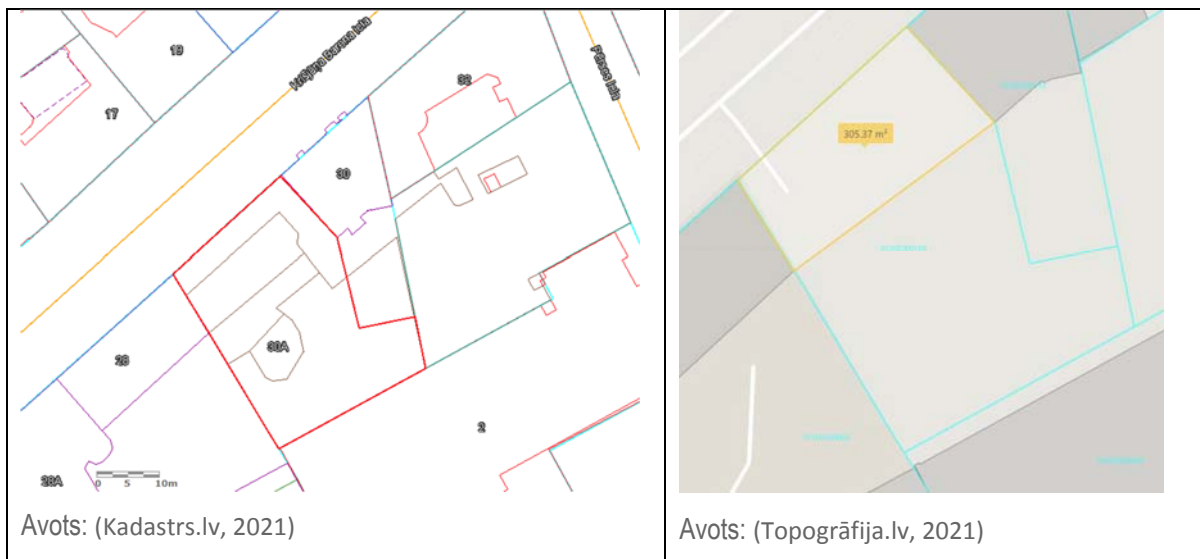 19
17
Krišjāņa Barona iela
Pērses iela
32
30
28
30A
2
28A
0 5 10m
Avots: (Kadastrs.lv, 2021)
305.37 m²
Avots: (Topogrāfija.lv, 2021)